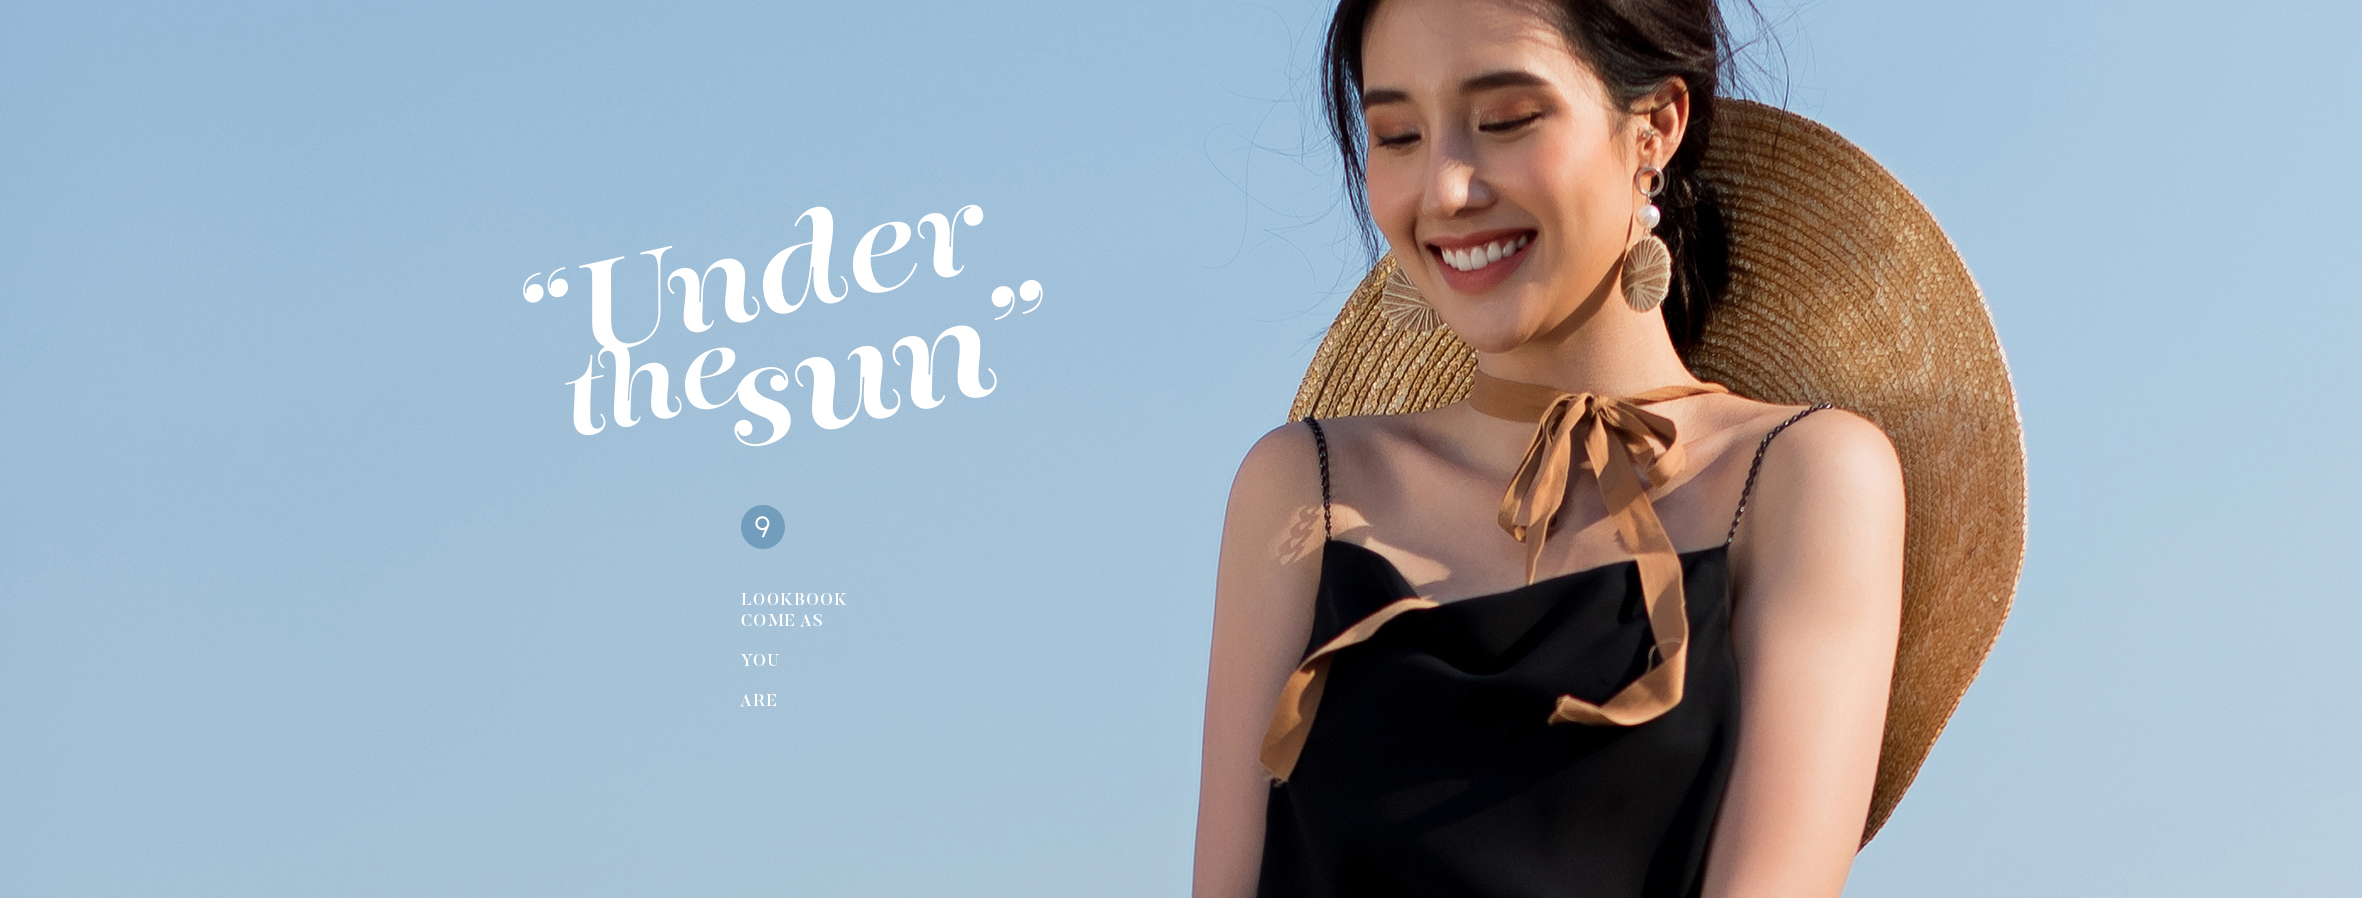 “Under
the sun”
9
LOOKBOOK
COME AS
YOU
ARE